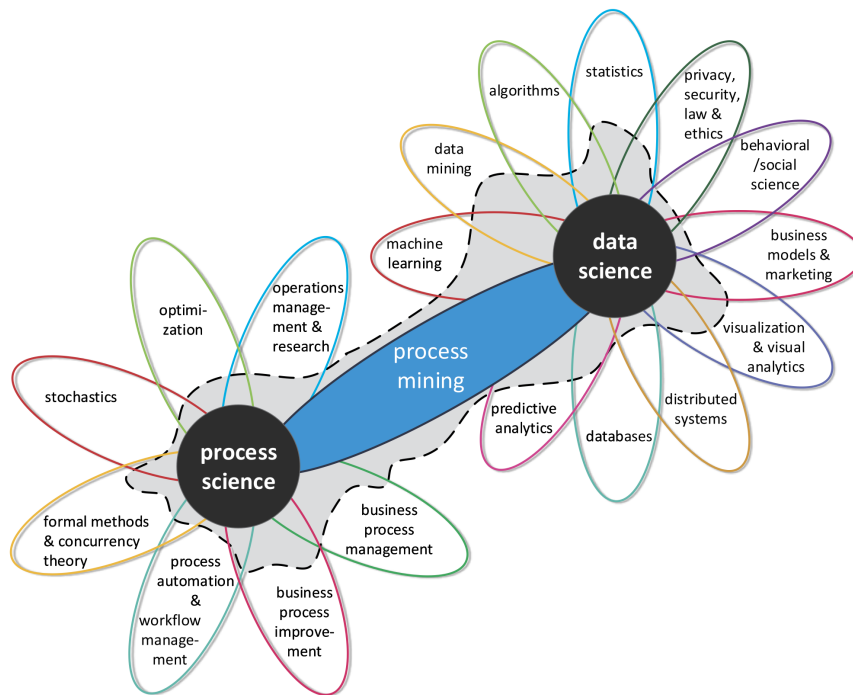 statistics
privacy,
security,
law &
ethics
algorithms
behavioral
/social
science
data
mining
machine
learning
data
science
business
models &
marketing
visualization
& visual
analytics
distributed
systems
databases
predictive
analytics
process
mining
operations
manage-
ment &
research
optimi-
zation
stochastics
process
science
formal methods
& concurrency
theory
process
automation
&
workflow
manage-
ment
business
process
improve-
ment
business
process
management